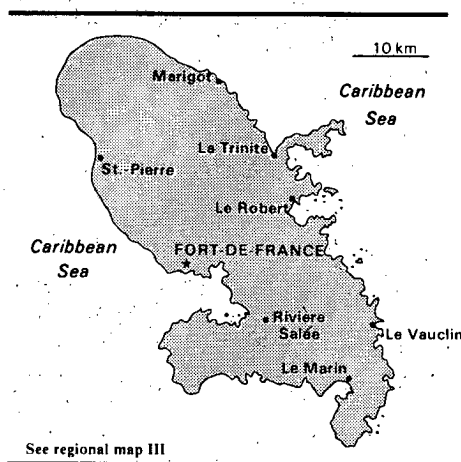 10 km
Marigot
Caribbean
Sea
La Trinité
St.-Pierre
Le Robert
Caribbean
Sea
FORT-DE-FRANCE
Rivière
Salée
Le Vauclin
Le Marin
See regional map III